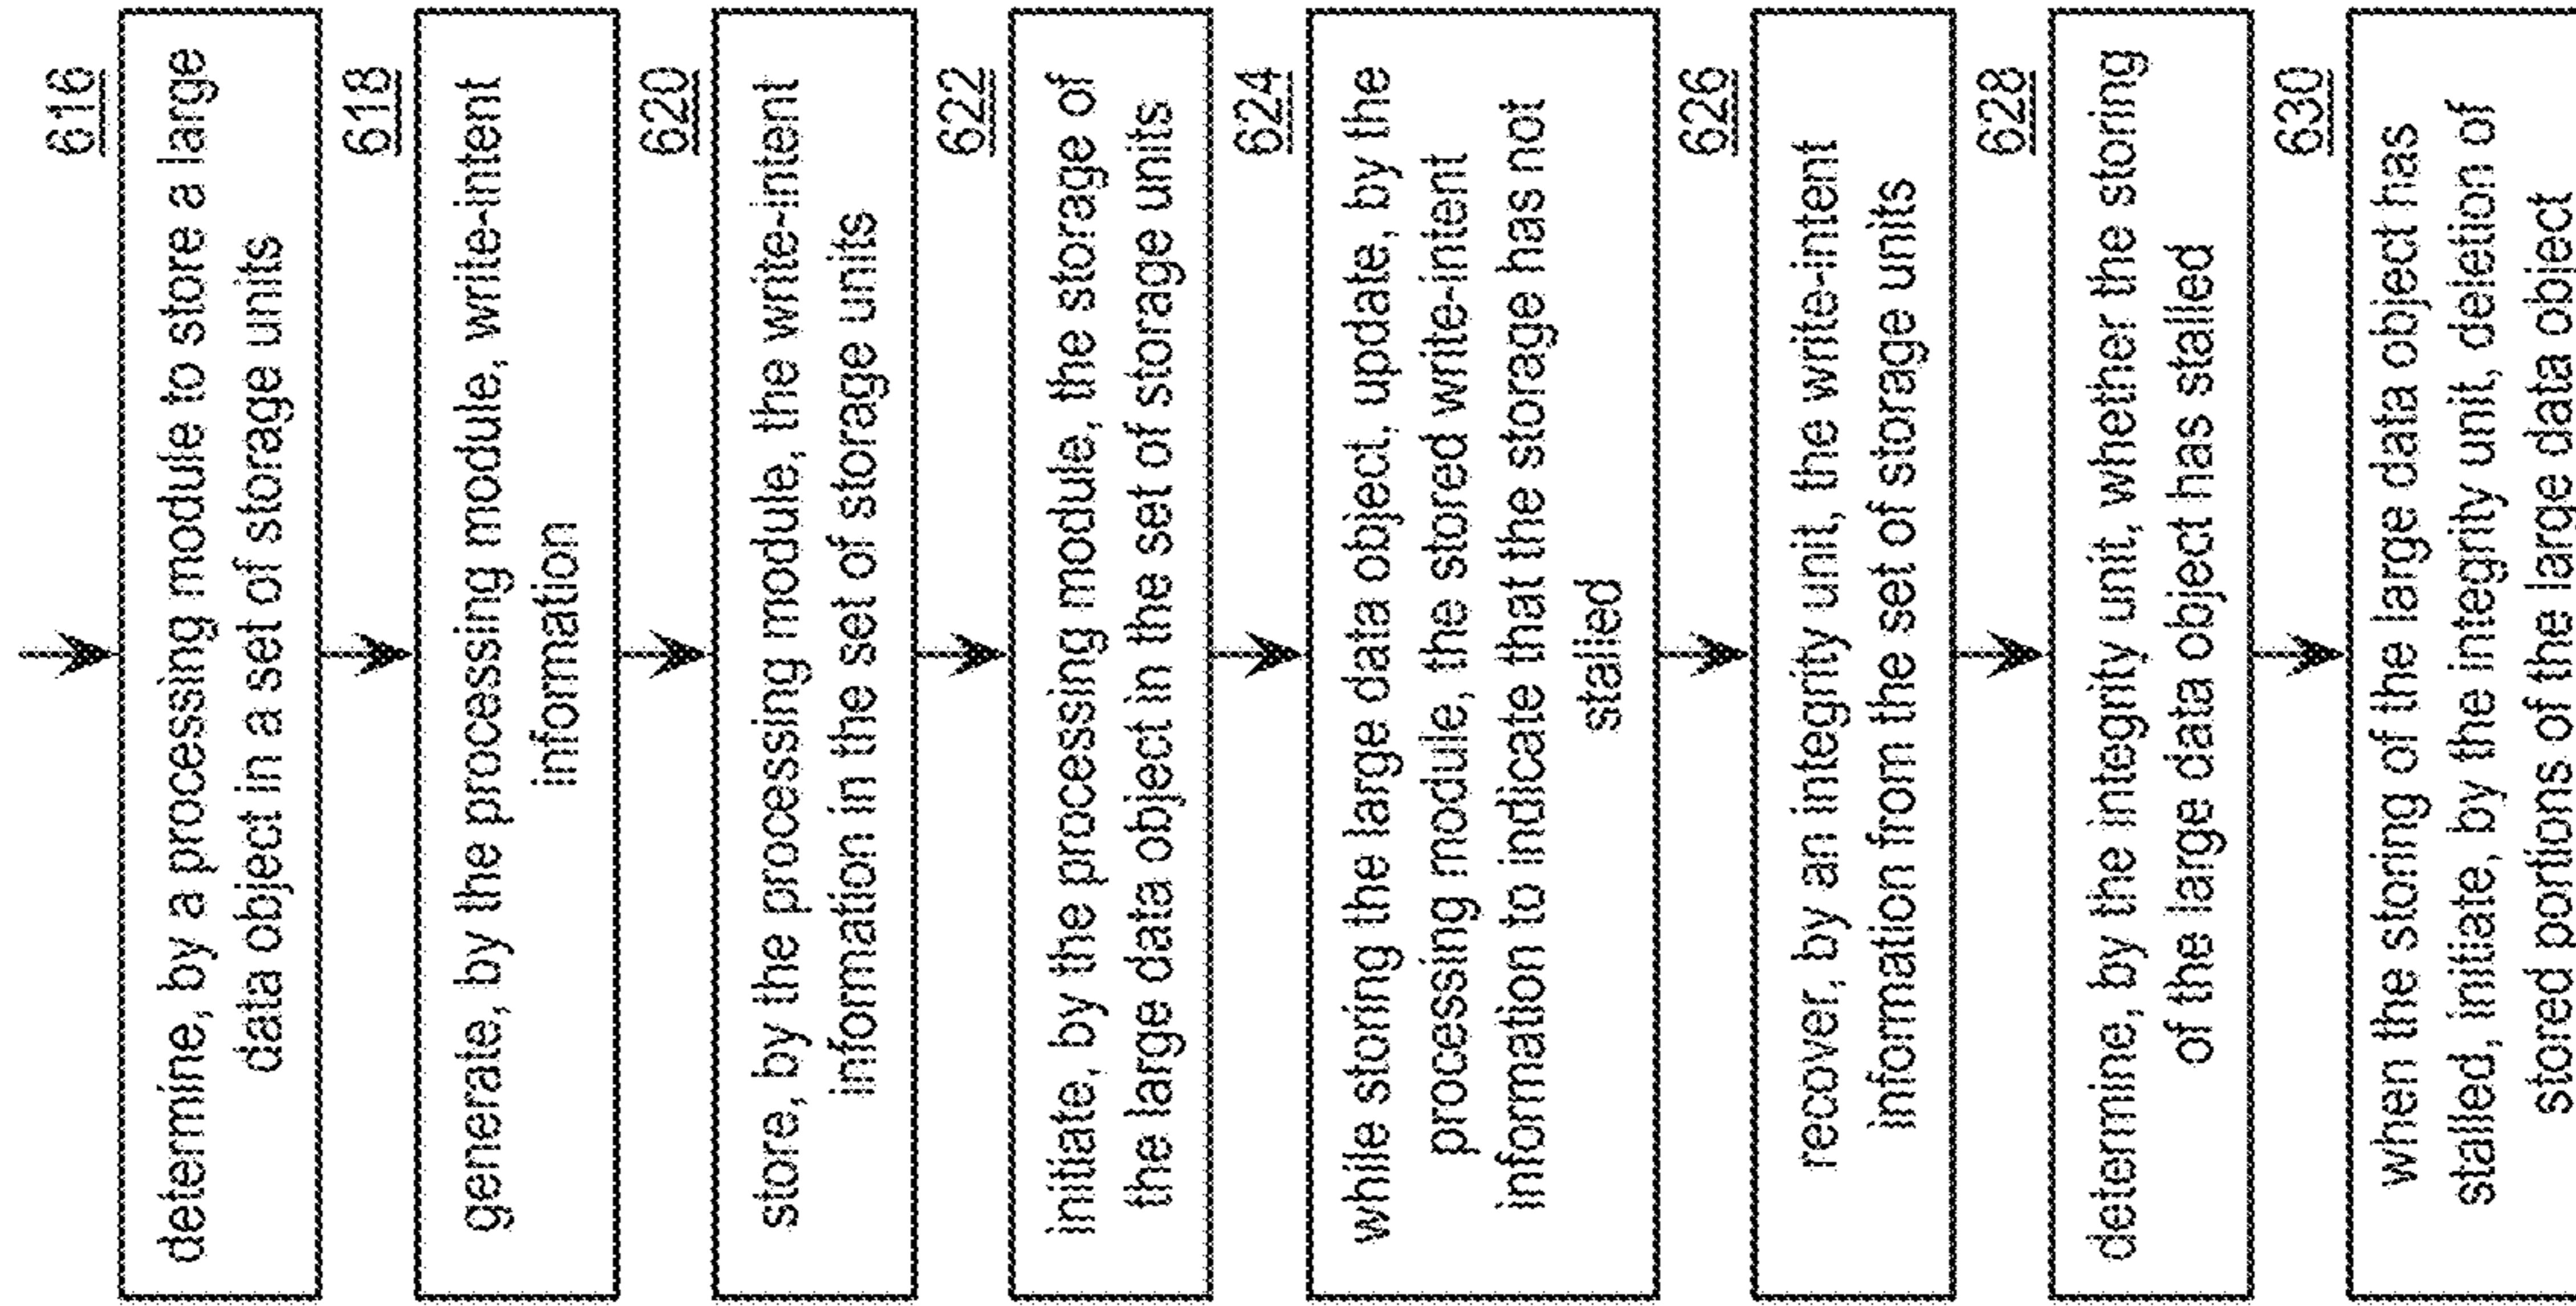 616
determine, by a processing module to store a large
data object in a set of storage units
618
generate, by the processing module, write-intent
information
620
store, by the processing module, the write-intent
information in the set of storage units
622
initiate, by the processing module, the storage of
the large data object in the set of storage units
624
while storing the large data object, update, by the
processing module, the stored write-intent
information to indicate that the storage has not
stalled
626
recover, by an integrity unit, the write-intent
information from the set of storage units
628
determine, by the integrity unit, whether the storing
of the large data object has stalled
630
when the storing of the large data object has
stalled, initiate, by the integrity unit, deletion of
stored portions of the large data object